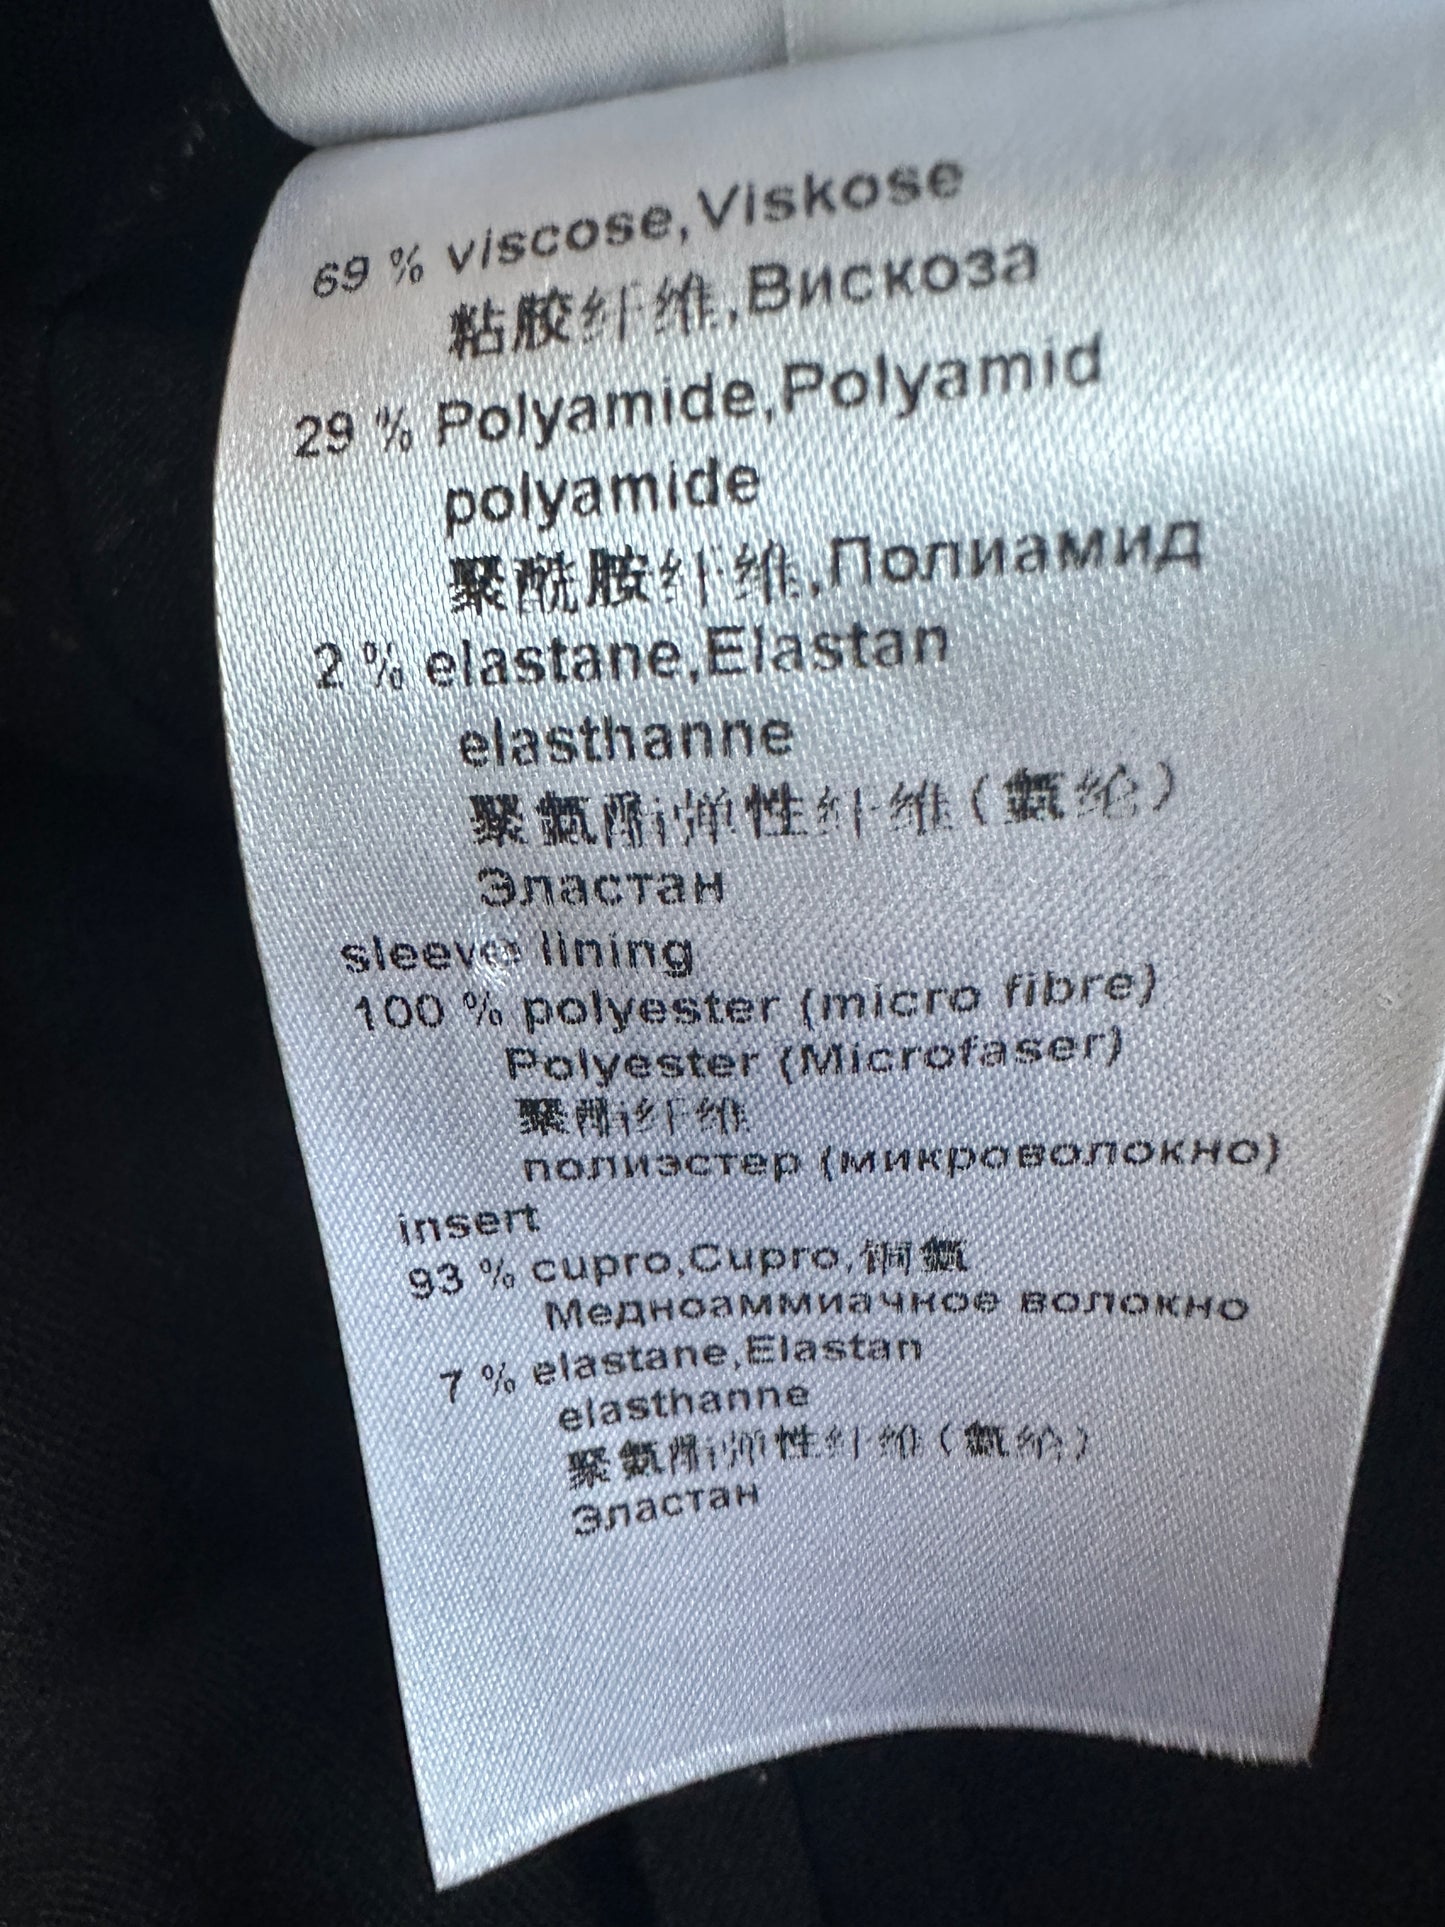 69 % viscose,Viskose
粘胶纤维,Вискоза
29 % Polyamide,Polyamid
polyamide
聚酰胺纤维,Полиамид
2 % elastane,Elastan
elasthanne
聚氨酯弹性纤维(氨纶)
Эластан
sleeve lining
100 % polyester (micro fibre)
Polyester (Microfaser)
聚酯纤维
полиэстер (микроволокно)
insert
93 % cupro,Cupro,铜氨
Медноаммиачное волокно
7 % elastane,Elastan
elasthanne
聚氨酯弹性纤维(氨纶)
Эластан